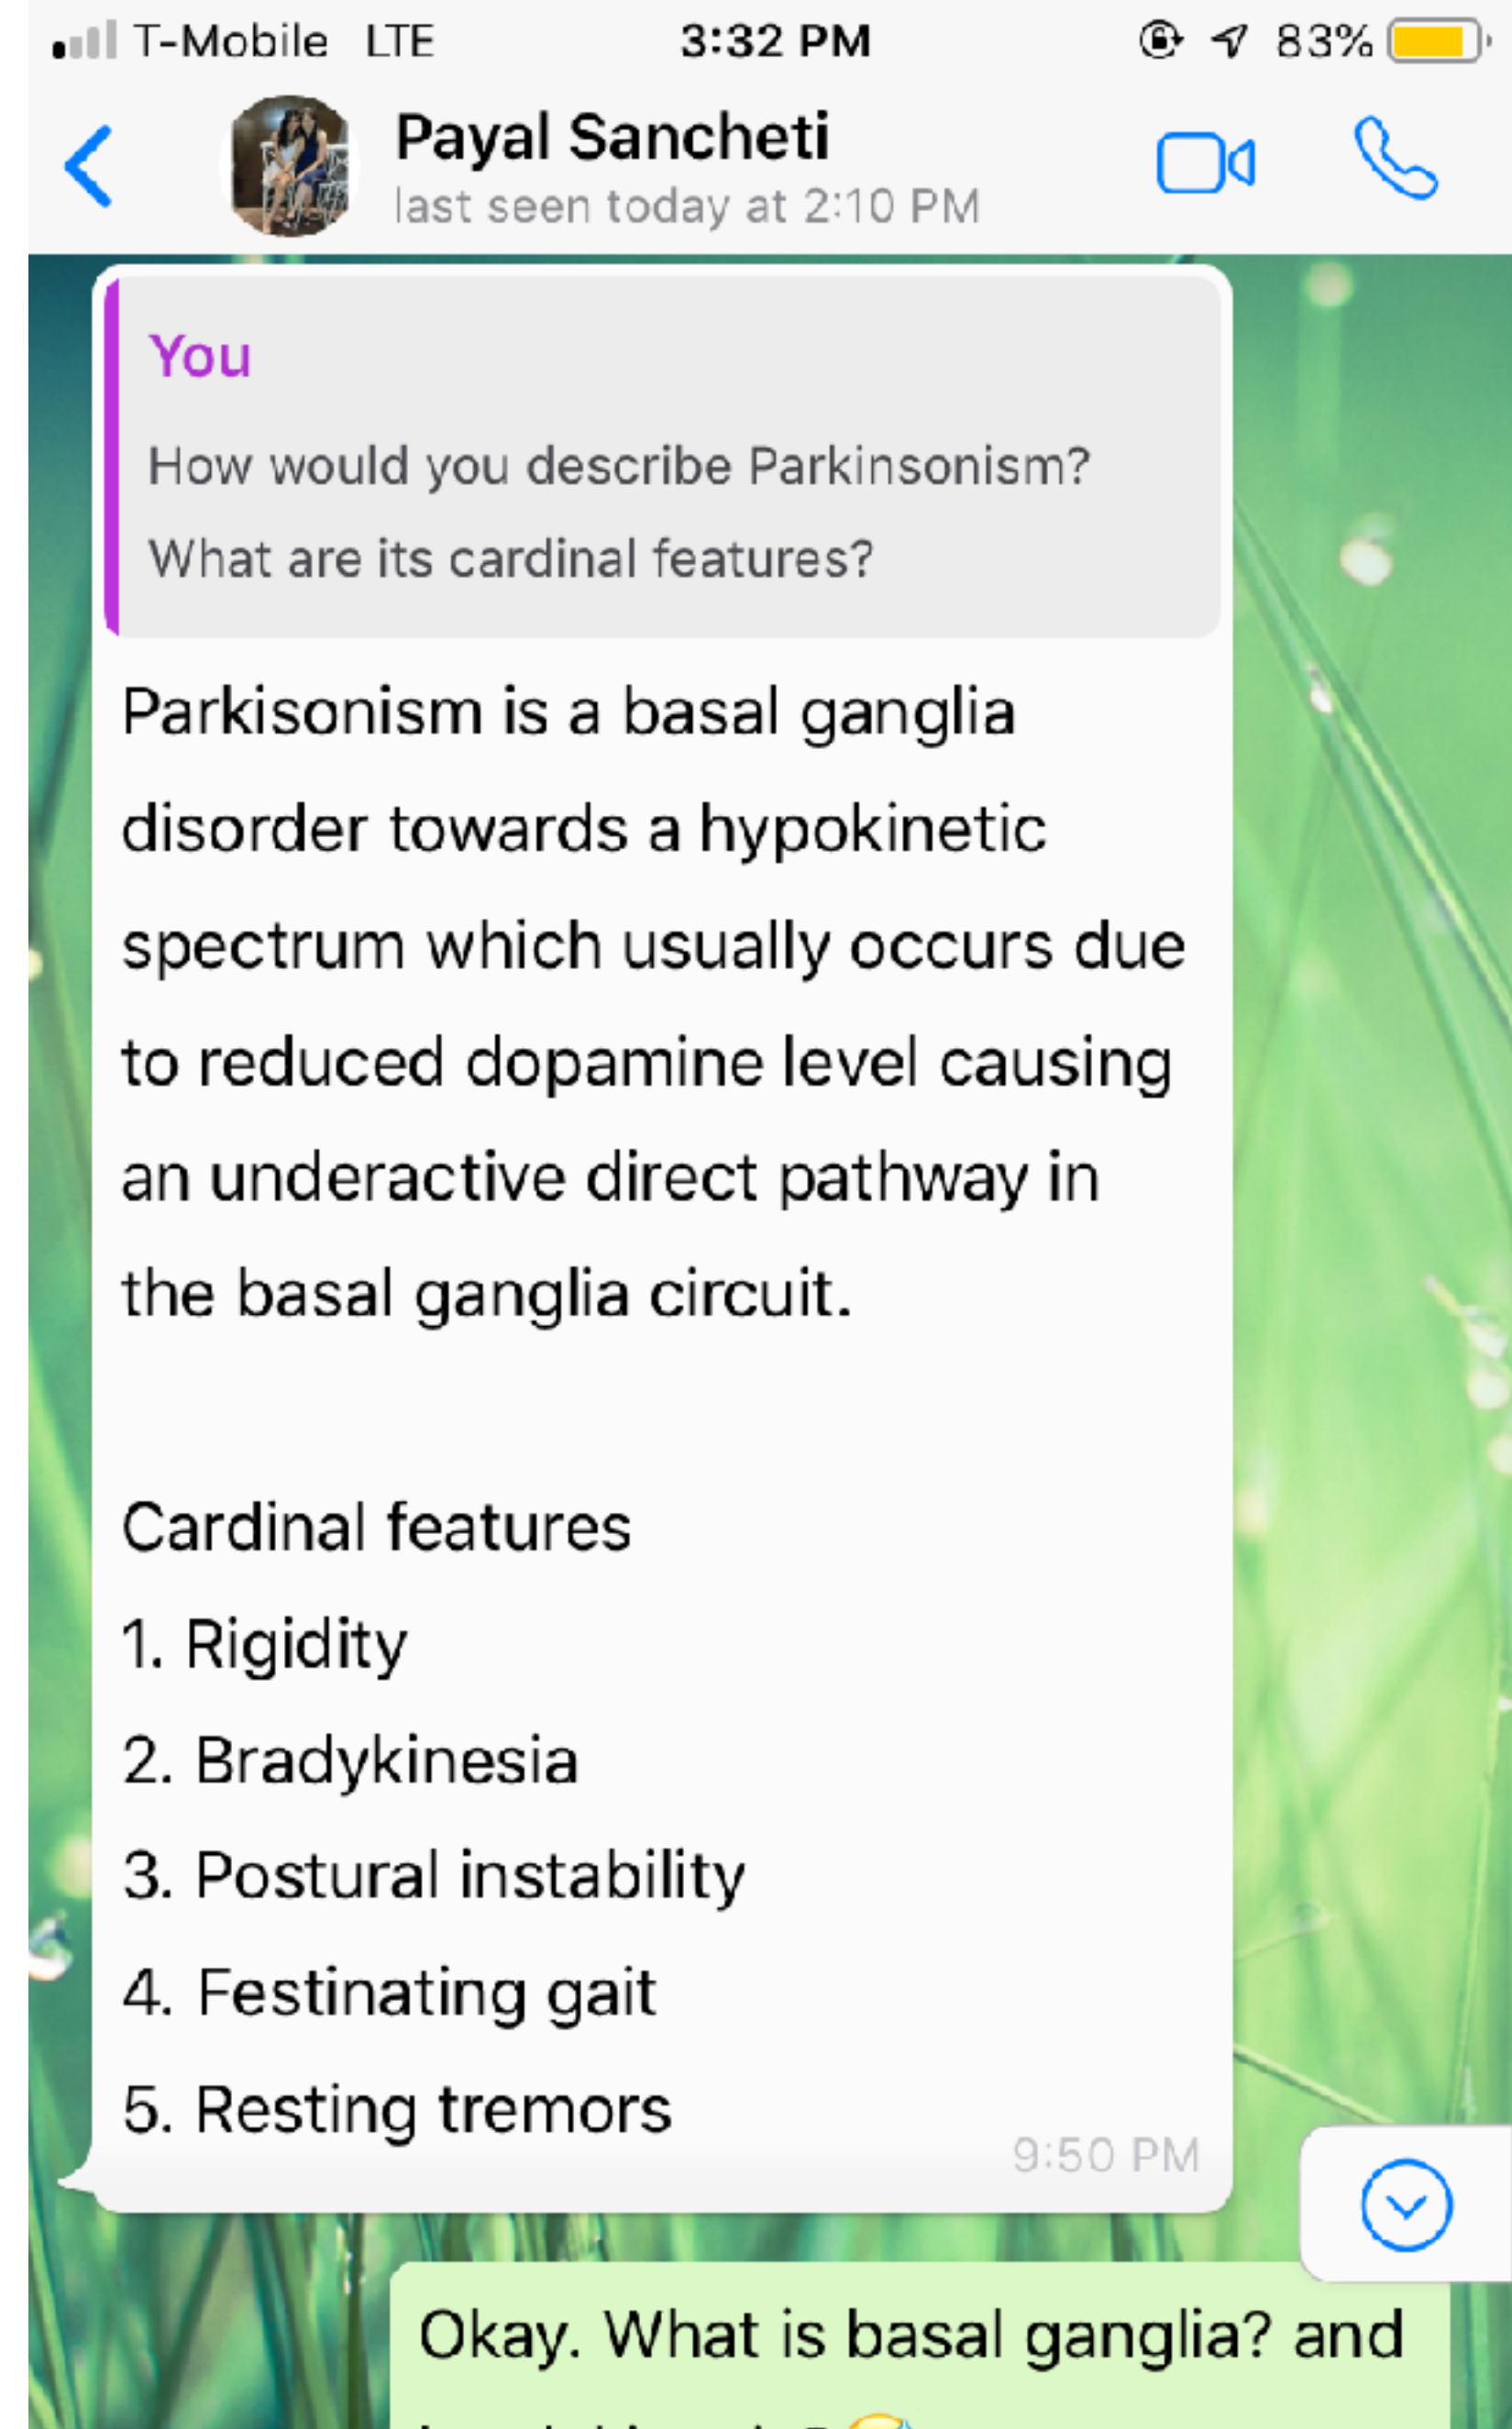 T-Mobile LTE 3:32 PM 83%
Payal Sancheti
last seen today at 2:10 PM
You
How would you describe Parkinsonism?
What are its cardinal features?
Parkisonism is a basal ganglia
disorder towards a hypokinetic
spectrum which usually occurs due
to reduced dopamine level causing
an underactive direct pathway in
the basal ganglia circuit.
Cardinal features
1. Rigidity
2. Bradykinesia
3. Postural instability
4. Festinating gait
5. Resting tremors
9:50 PM
Okay. What is basal ganglia? and